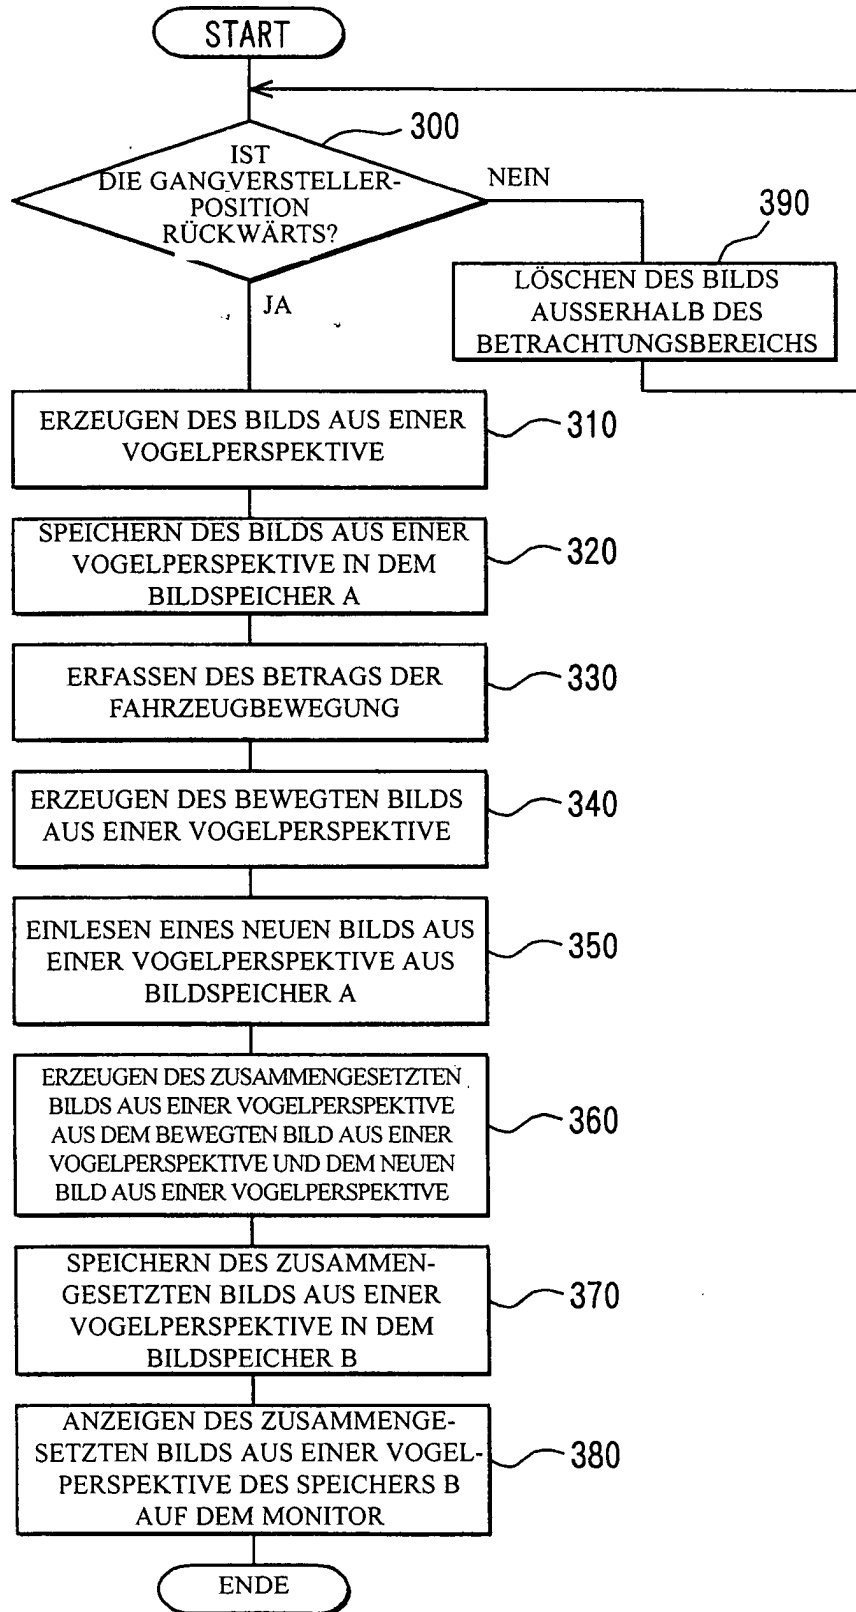 START
300
IST
DIE GANGVERSTELLER-
POSITION
RÜCKWÄRTS?
NEIN
JA
390
LÖSCHEN DES BILDS
AUSSERHALB DES
BETRACHTUNGSBEREICHS
ERZEUGEN DES BILDS AUS EINER
VOGELPERSPEKTIVE
310
SPEICHERN DES BILDS AUS EINER
VOGELPERSPEKTIVE IN DEM
BILDSPEICHER A
320
ERFASSEN DES BETRAGS DER
FAHRZEUGBEWEGUNG
330
ERZEUGEN DES BEWEGTEN BILDS
AUS EINER VOGELPERSPEKTIVE
340
EINLESEN EINES NEUEN BILDS AUS
EINER VOGELPERSPEKTIVE AUS
BILDSPEICHER A
350
ERZEUGEN DES ZUSAMMENGESETZTEN
BILDS AUS EINER VOGELPERSPEKTIVE
AUS DEM BEWEGTEN BILD AUS EINER
VOGELPERSPEKTIVE UND DEM NEUEN
BILD AUS EINER VOGELPERSPEKTIVE
360
SPEICHERN DES ZUSAMMEN-
GESETZTEN BILDS AUS EINER
VOGELPERSPEKTIVE IN DEM
BILDSPEICHER B
370
ANZEIGEN DES ZUSAMMENGE-
SETZTEN BILDS AUS EINER VOGEL-
PERSPEKTIVE DES SPEICHERS B
AUF DEM MONITOR
380
ENDE